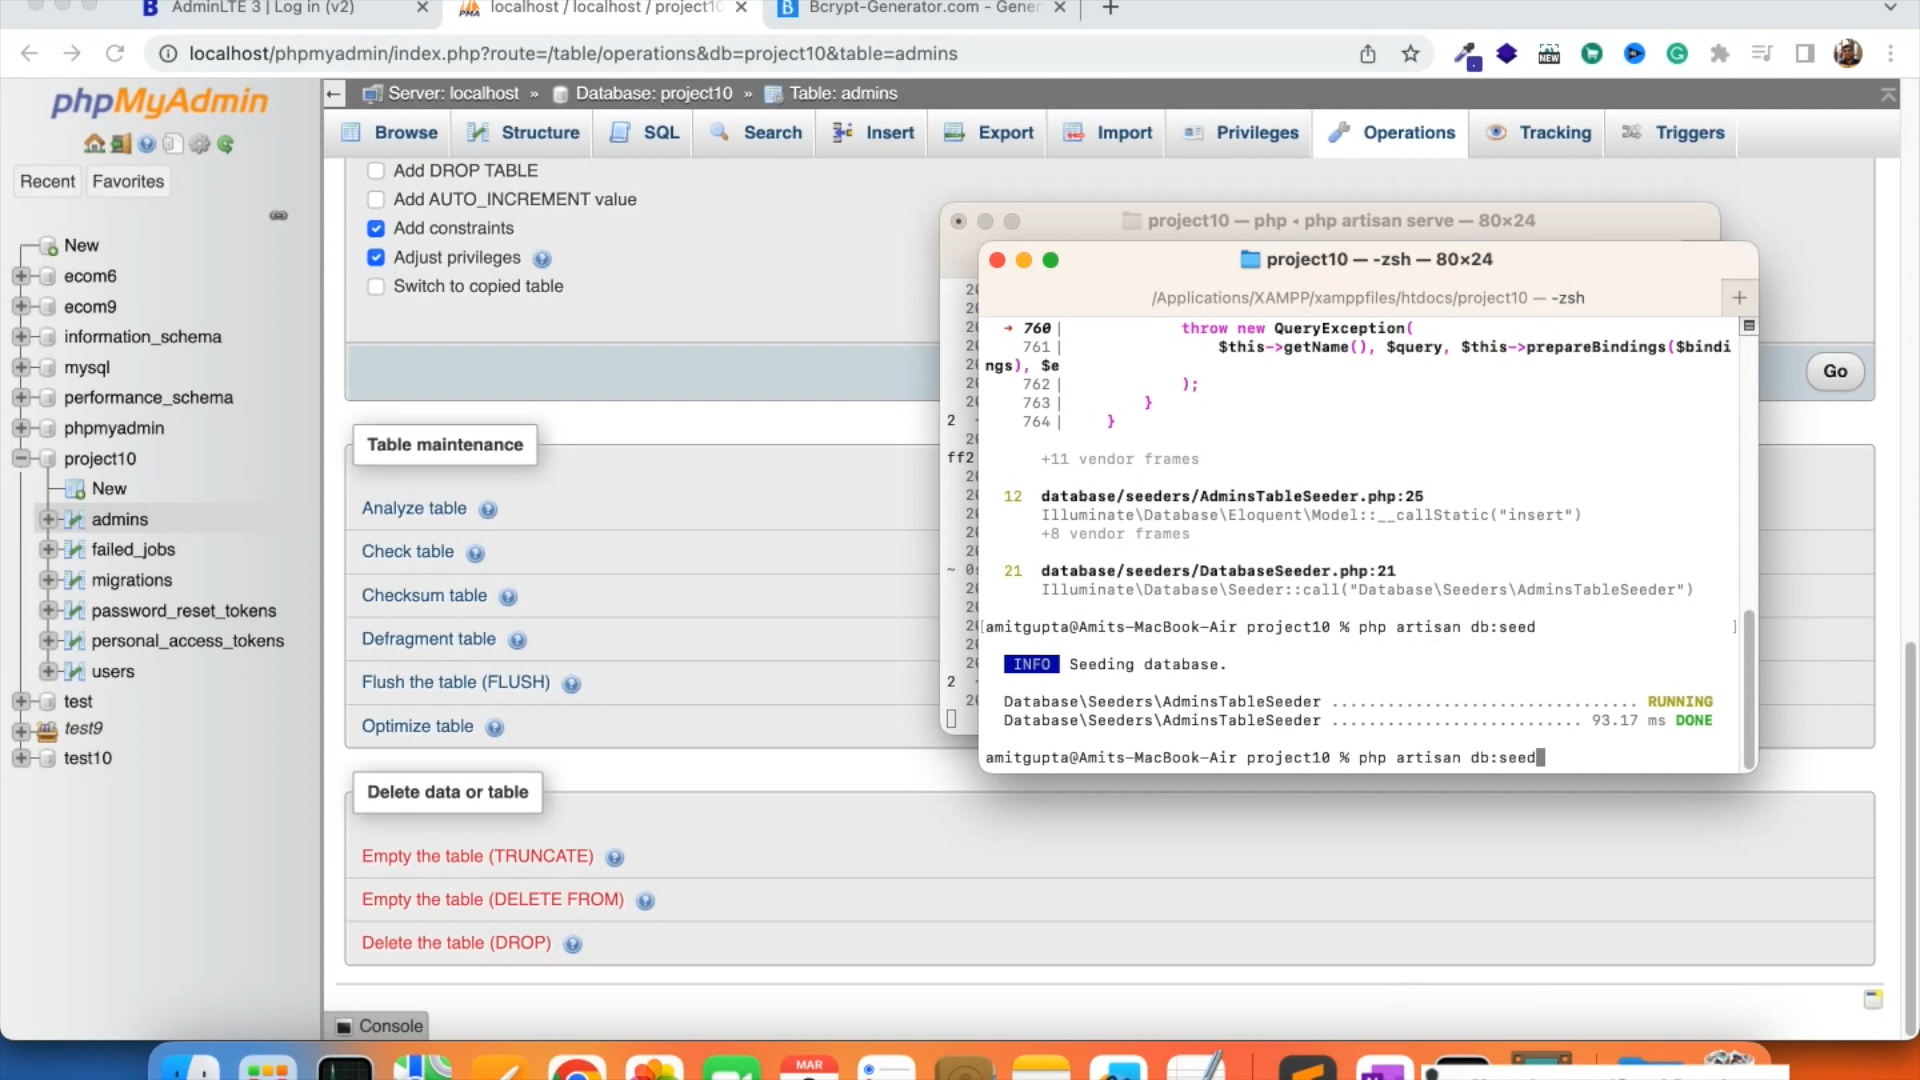 AdminLTE 3 | Log in (v2)
localhost / localhost / project10
Bcrypt-Generator.com - Gener
localhost/phpmyadmin/index.php?route=/table/operations&db=project10&table=admins
NEW
phpMyAdmin
Recent
Favorites
New
ecom6
ecom9
information_schema
mysql
performance_schema
phpmyadmin
project10
New
admins
failed_jobs
migrations
password_reset_tokens
personal_access_tokens
users
test
test9
test10
Server: localhost » Database: project10 » Table: admins
Browse
Structure
SQL
Search
Insert
Export
Import
Privileges
Operations
Tracking
Triggers
Add DROP TABLE
Add AUTO_INCREMENT value
Add constraints
Adjust privileges
Switch to copied table
Go
Table maintenance
Analyze table
Check table
Checksum table
Defragment table
Flush the table (FLUSH)
Optimize table
Delete data or table
Empty the table (TRUNCATE)
Empty the table (DELETE FROM)
Delete the table (DROP)
Console
project10 — php ◂ php artisan serve — 80×24
project10 — -zsh — 80×24
/Applications/XAMPP/xamppfiles/htdocs/project10 — -zsh
➜ 760| throw new QueryException(
761| $this->getName(), $query, $this->prepareBindings($bindi
ngs), $e
762| );
763| }
764| }
+11 vendor frames
12 database/seeders/AdminsTableSeeder.php:25
Illuminate\Database\Eloquent\Model::__callStatic("insert")
+8 vendor frames
21 database/seeders/DatabaseSeeder.php:21
Illuminate\Database\Seeder::call("Database\Seeders\AdminsTableSeeder")
[amitgupta@Amits-MacBook-Air project10 % php artisan db:seed ]
INFO Seeding database.
Database\Seeders\AdminsTableSeeder ................................. RUNNING
Database\Seeders\AdminsTableSeeder ........................... 93.17 ms DONE
amitgupta@Amits-MacBook-Air project10 % php artisan db:seed
MAR